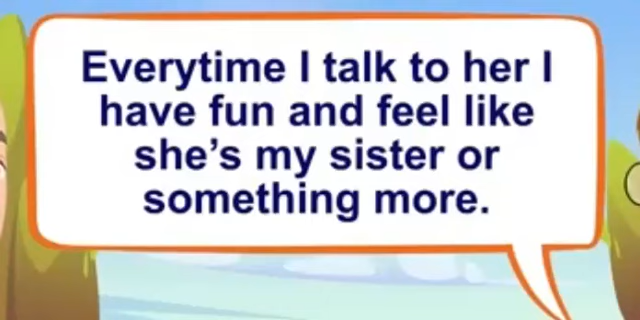 Everytime I talk to her I
have fun and feel like
she’s my sister or
something more.